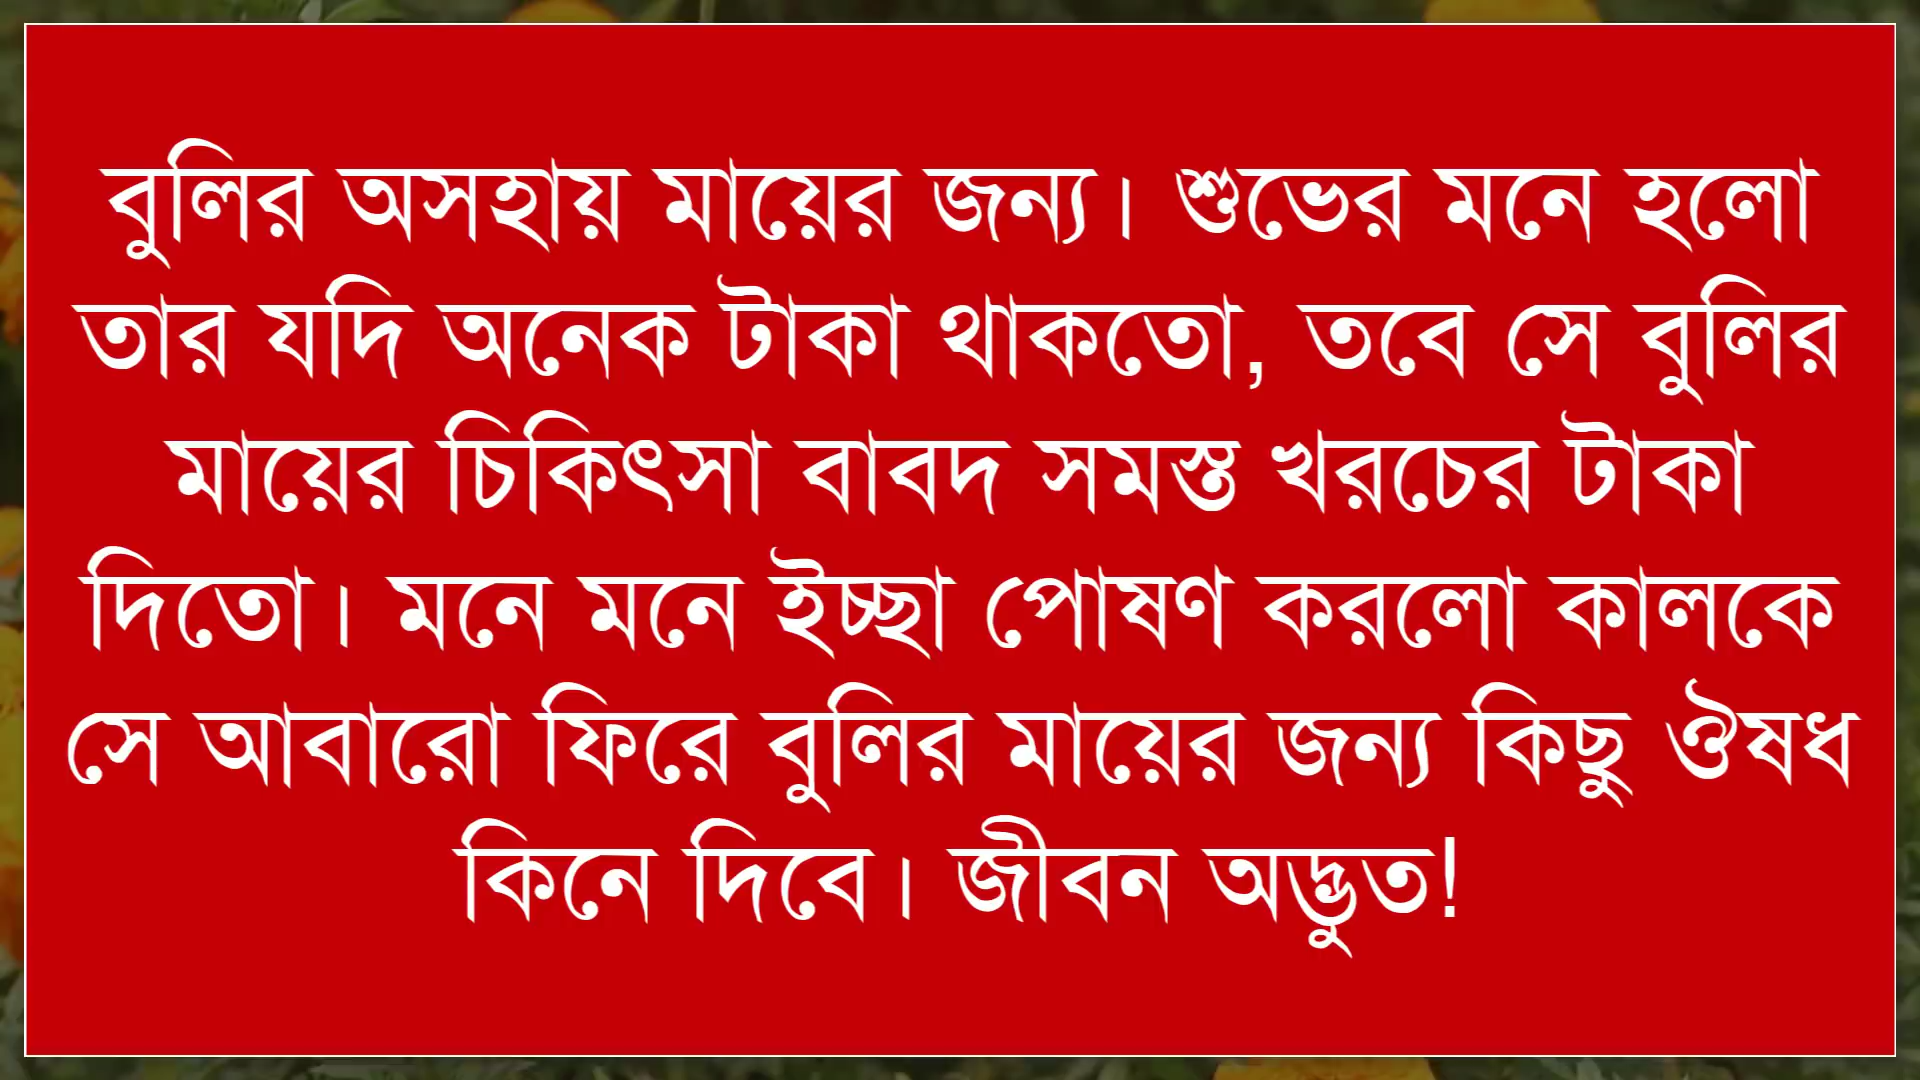 বুলির অসহায় মায়ের জন্য। শুভের মনে হলো
তার যদি অনেক টাকা থাকতো, তবে সে বুলির
মায়ের চিকিৎসা বাবদ সমস্ত খরচের টাকা
দিতো। মনে মনে ইচ্ছা পোষণ করলো কালকে
সে আবারো ফিরে বুলির মায়ের জন্য কিছু ঔষধ
কিনে দিবে। জীবন অদ্ভুত!